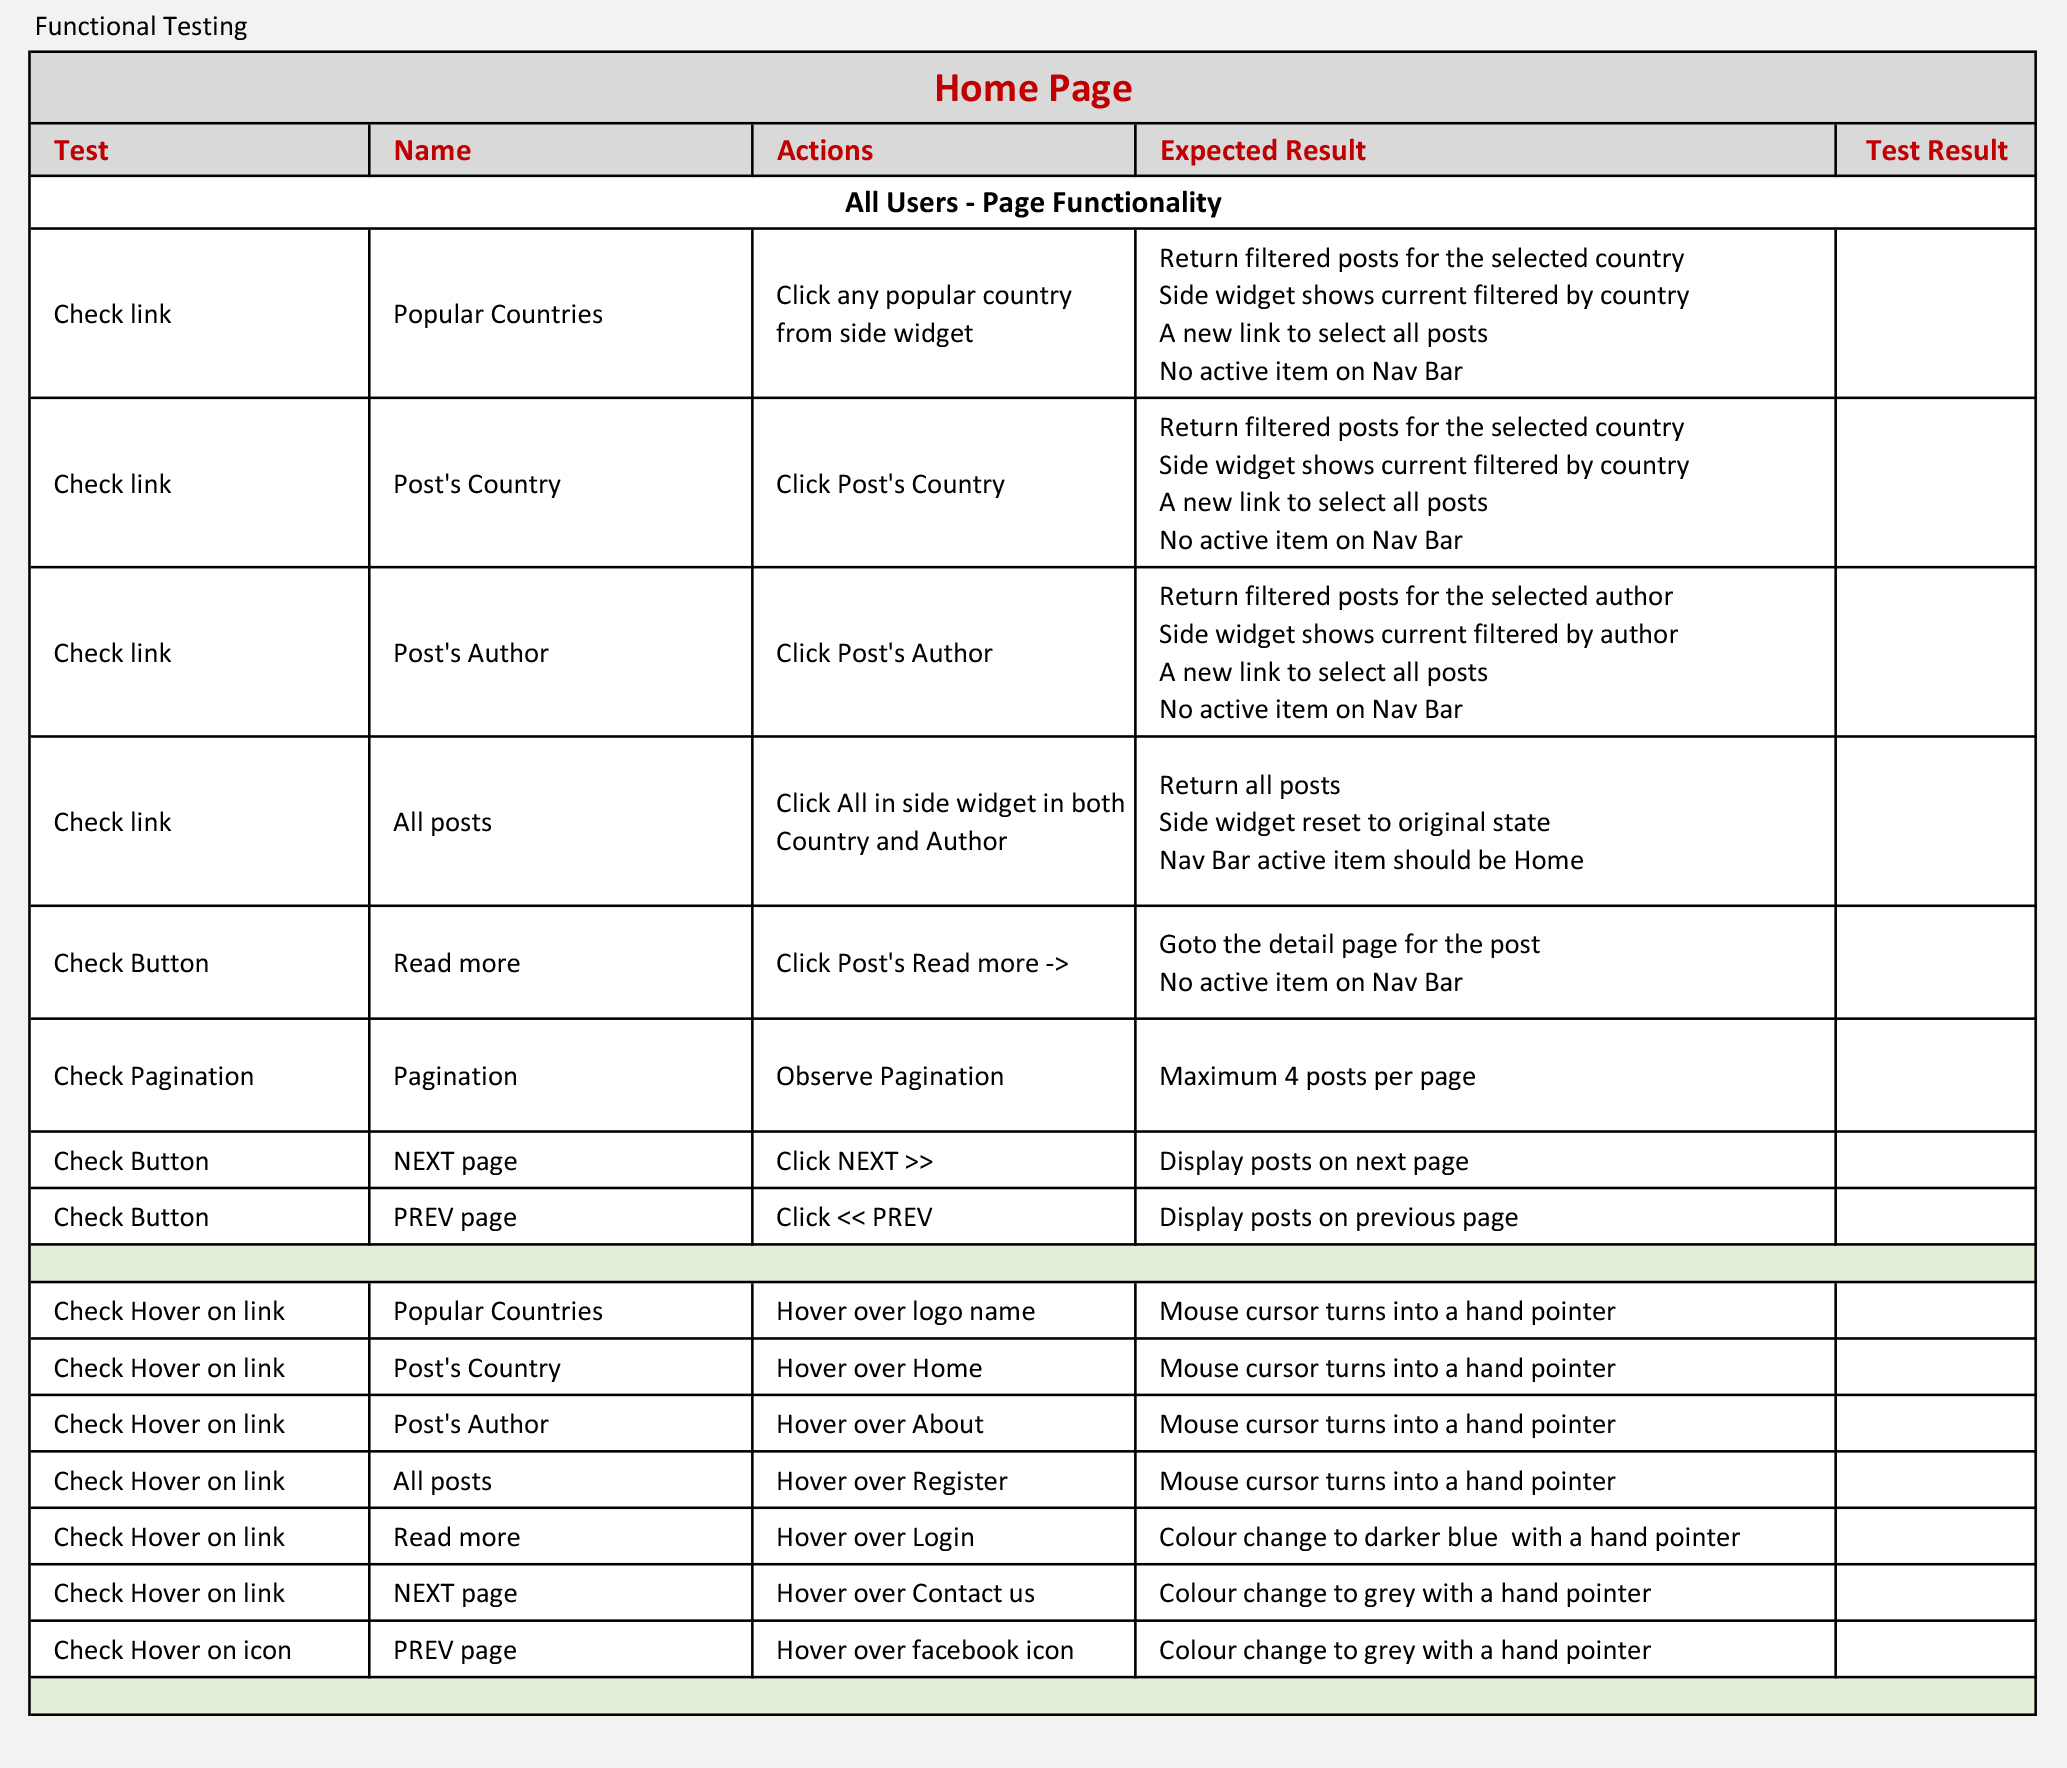 Functional Testing
Home Page
Test Name Actions Expected Result Test Result
All Users - Page Functionality
Check link
Popular Countries
Click any popular country
from side widget
Return filtered posts for the selected country
Side widget shows current filtered by country
A new link to select all posts
No active item on Nav Bar
Check link
Post's Country
Click Post's Country
Return filtered posts for the selected country
Side widget shows current filtered by country
A new link to select all posts
No active item on Nav Bar
Check link
Post's Author
Click Post's Author
Return filtered posts for the selected author
Side widget shows current filtered by author
A new link to select all posts
No active item on Nav Bar
Check link
All posts
Click All in side widget in both
Country and Author
Return all posts
Side widget reset to original state
Nav Bar active item should be Home
Check Button
Read more
Click Post's Read more ->
Goto the detail page for the post
No active item on Nav Bar
Check Pagination Pagination Observe Pagination Maximum 4 posts per page
Check Button NEXT page Click NEXT >> Display posts on next page
Check Button PREV page Click << PREV Display posts on previous page
Check Hover on link Popular Countries Hover over logo name Mouse cursor turns into a hand pointer
Check Hover on link Post's Country Hover over Home Mouse cursor turns into a hand pointer
Check Hover on link Post's Author Hover over About Mouse cursor turns into a hand pointer
Check Hover on link All posts Hover over Register Mouse cursor turns into a hand pointer
Check Hover on link Read more Hover over Login Colour change to darker blue  with a hand pointer
Check Hover on link NEXT page Hover over Contact us Colour change to grey with a hand pointer
Check Hover on icon PREV page Hover over facebook icon Colour change to grey with a hand pointer